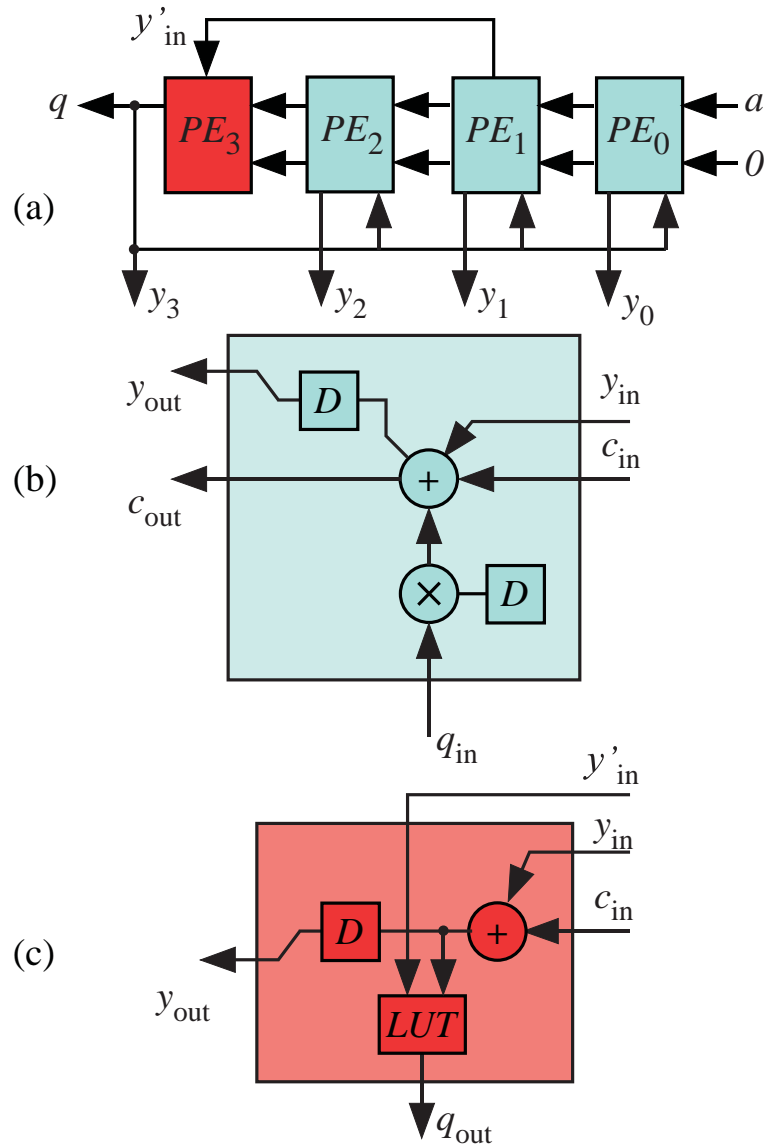 y’in
q PE3 PE2 PE1 PE0 a
0
(a)
y3 y2 y1 y0
yout D yin
(b) cin
+
cout
× D
qin
y’in
yin
cin
(c) D +
yout
LUT
qout